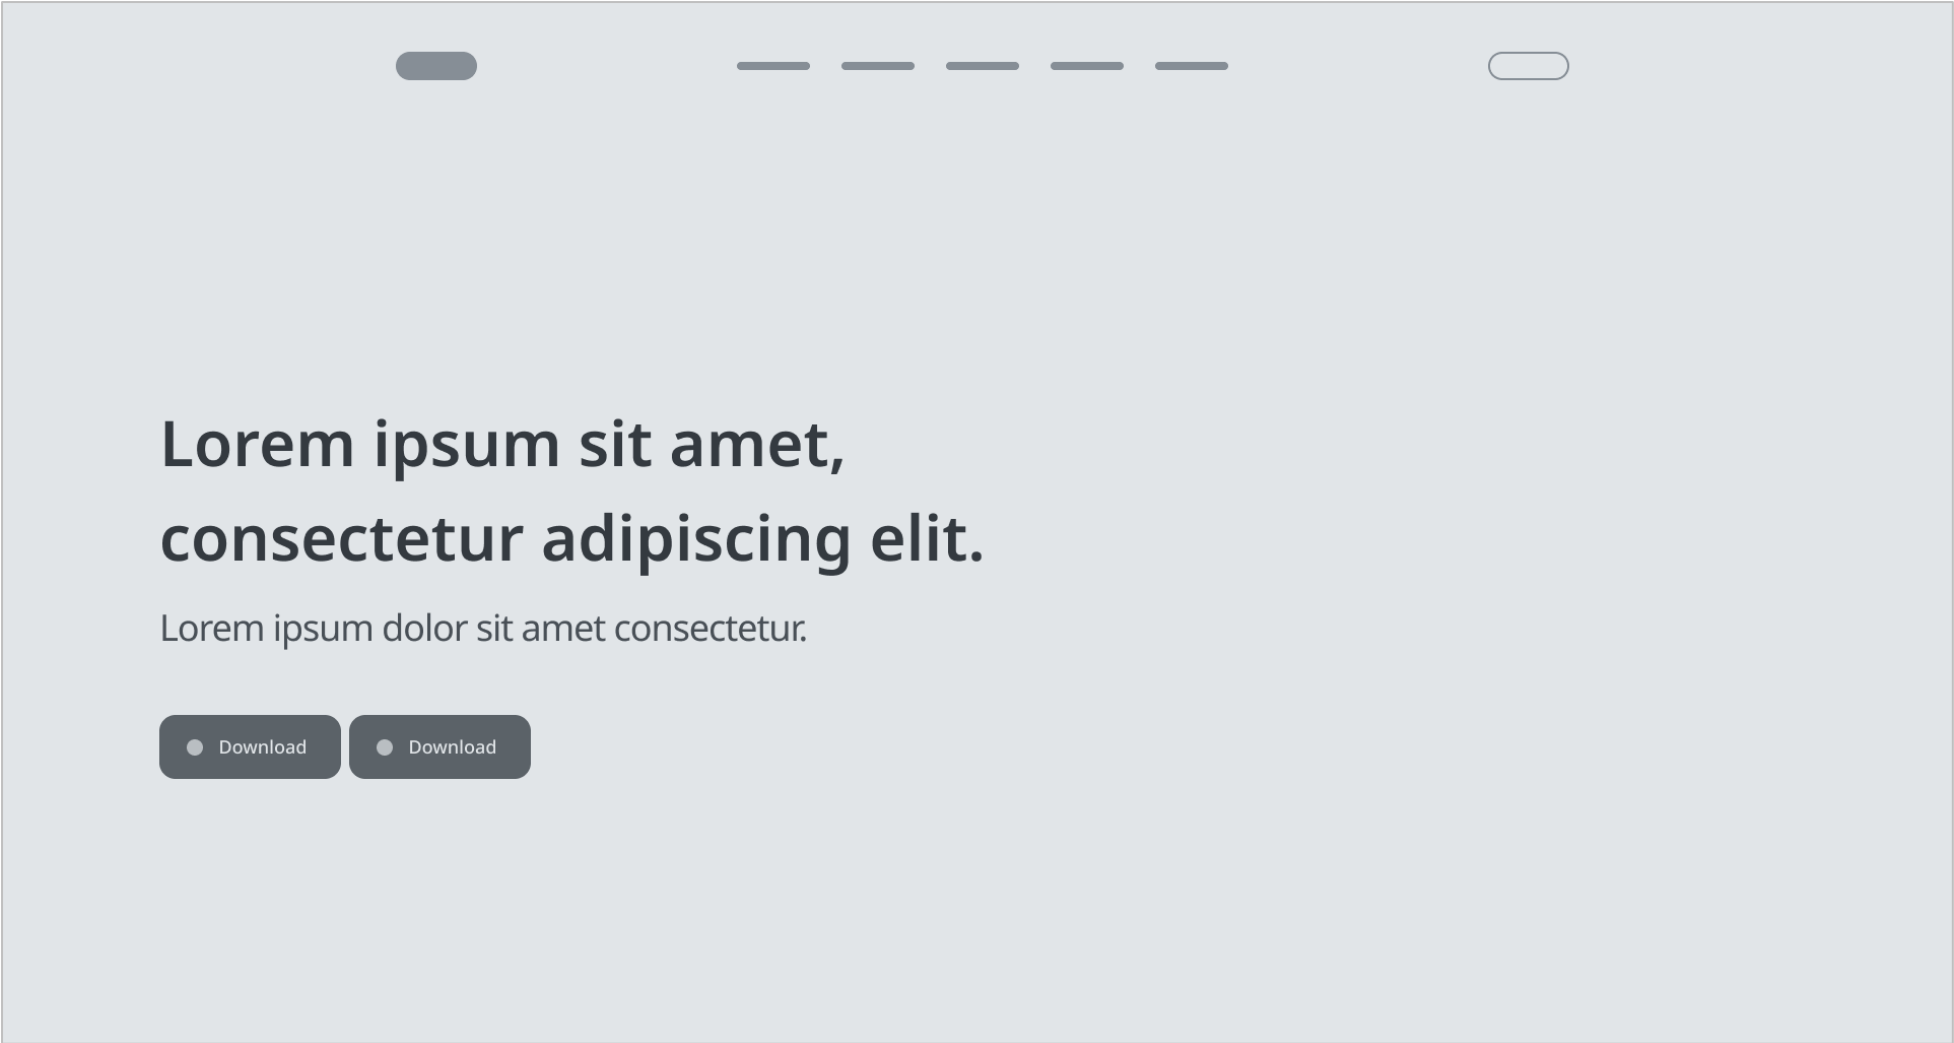 Lorem ipsum sit amet,
consectetur adipiscing elit.
Lorem ipsum dolor sit amet consectetur.
Download
Download